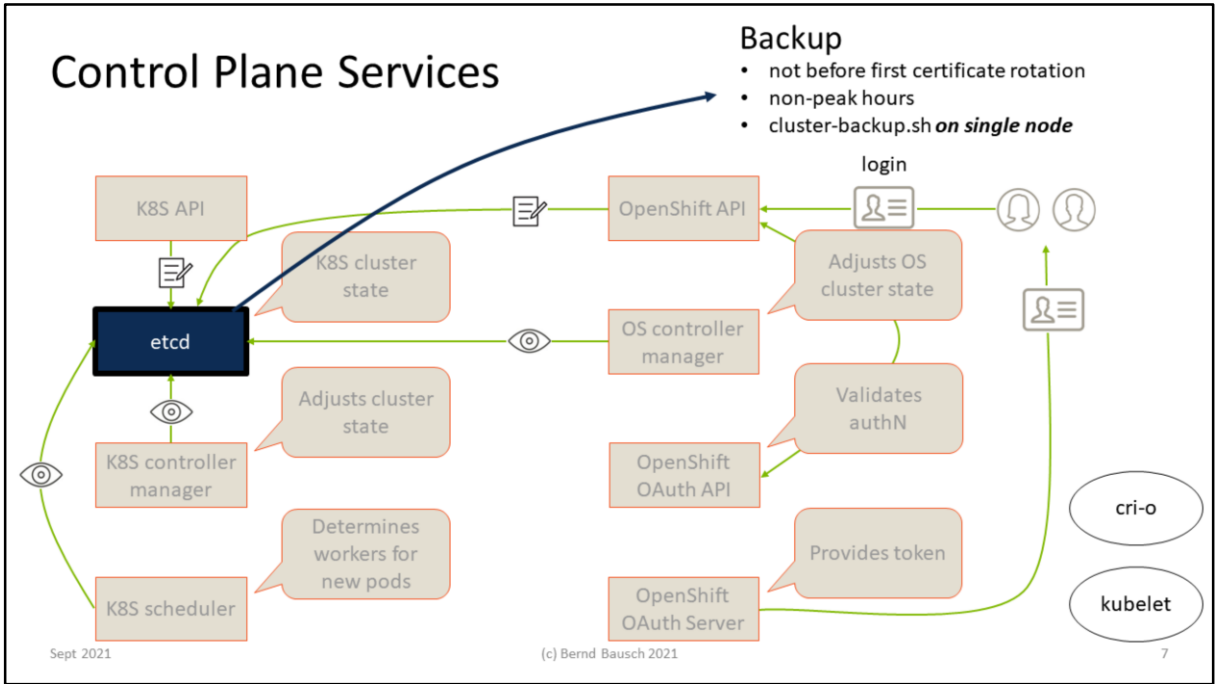 Control Plane Services
Backup
• not before first certificate rotation
• non-peak hours
• cluster-backup.sh on single node
login
K8S API
OpenShift API
K8S cluster
state
Adjusts OS
cluster state
etcd
OS controller
manager
Adjusts cluster
state
Validates
authN
K8S controller
manager
OpenShift
OAuth API
cri-o
Determines
workers for
new pods
Provides token
K8S scheduler
OpenShift
OAuth Server
kubelet
Sept 2021
(c) Bernd Bausch 2021
7